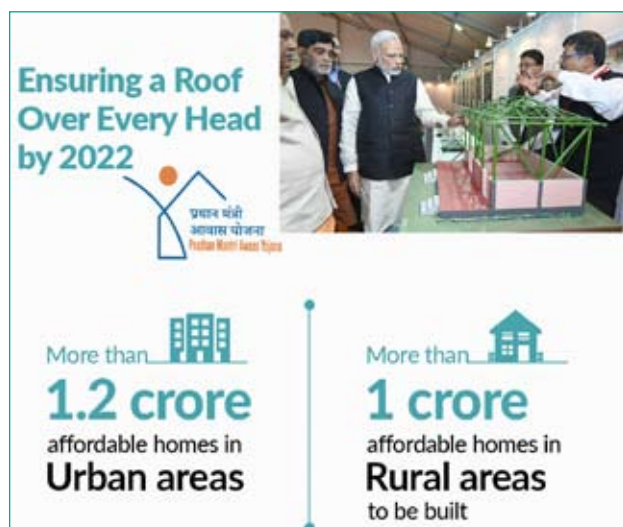 Ensuring a Roof
Over Every Head
by 2022
प्रधान मंत्री
आवास योजना
Pradhan Mantri Awaas Yojana
More than
1.2 crore
affordable homes in
Urban areas
More than
1 crore
affordable homes in
Rural areas
to be built